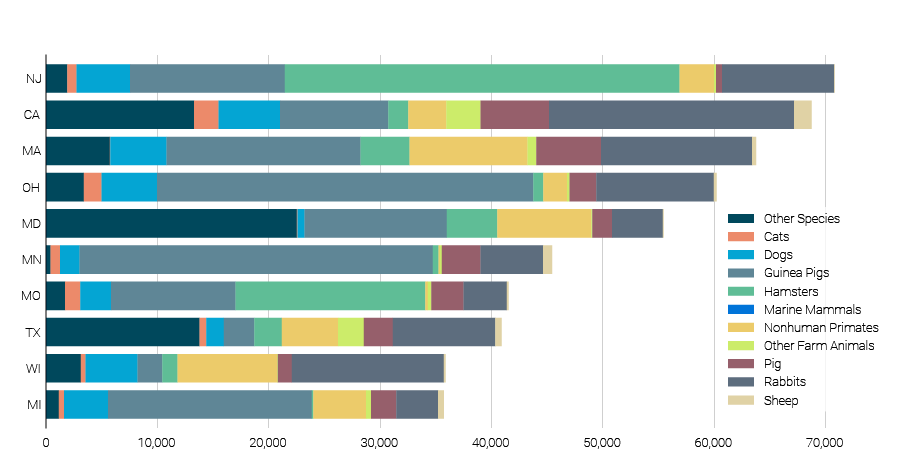 NJ
CA
MA
OH
MD
MN
MO
TX
WI
MI
0 10,000 20,000 30,000 40,000 50,000 60,000 70,000
Other Species
Cats
Dogs
Guinea Pigs
Hamsters
Marine Mammals
Nonhuman Primates
Other Farm Animals
Pig
Rabbits
Sheep